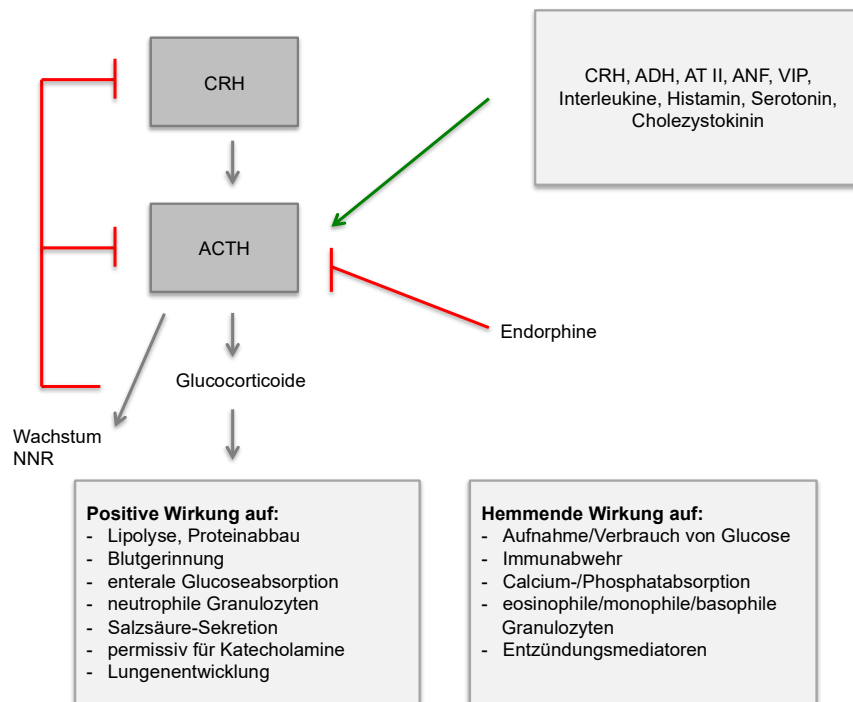 CRH
CRH, ADH, AT II, ANF, VIP,
Interleukine, Histamin, Serotonin,
Cholezystokinin
ACTH
Endorphine
Glucocorticoide
Wachstum
NNR
Positive Wirkung auf:
- Lipolyse, Proteinabbau
- Blutgerinnung
- enterale Glucoseabsorption
- neutrophile Granulozyten
- Salzsäure-Sekretion
- permissiv für Katecholamine
- Lungenentwicklung
Hemmende Wirkung auf:
- Aufnahme/Verbrauch von Glucose
- Immunabwehr
- Calcium-/Phosphatabsorption
- eosinophile/monophile/basophile
Granulozyten
- Entzündungsmediatoren